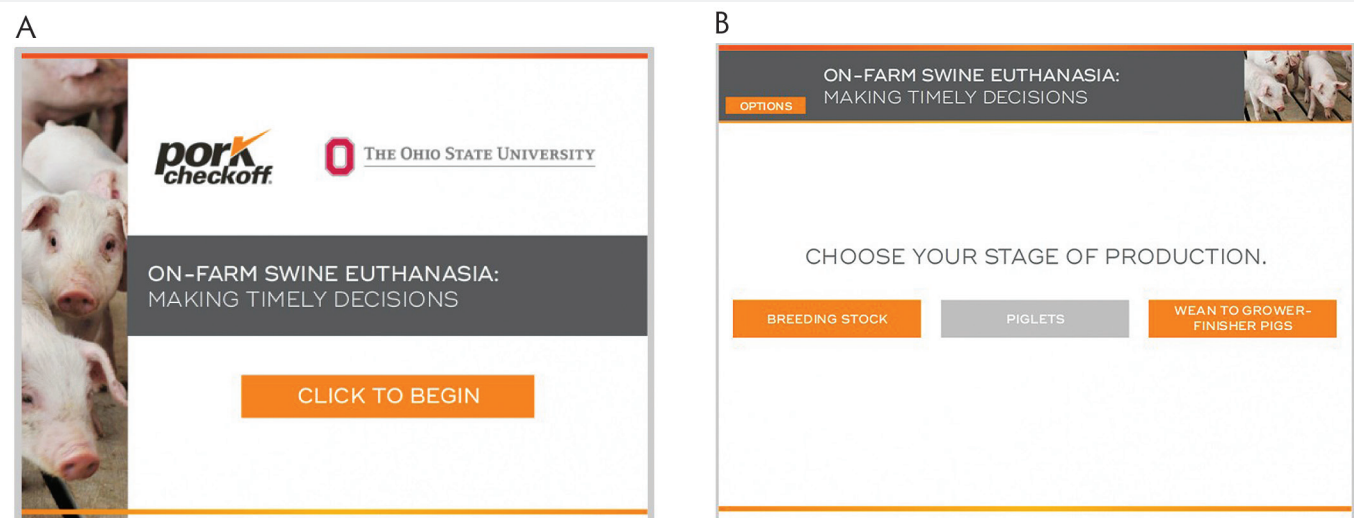 A
pork
checkoff.
THE OHIO STATE UNIVERSITY
ON-FARM SWINE EUTHANASIA:
MAKING TIMELY DECISIONS
CLICK TO BEGIN
B
ON-FARM SWINE EUTHANASIA:
MAKING TIMELY DECISIONS
OPTIONS
CHOOSE YOUR STAGE OF PRODUCTION.
BREEDING STOCK
PIGLETS
WEAN TO GROWER-
FINISHER PIGS